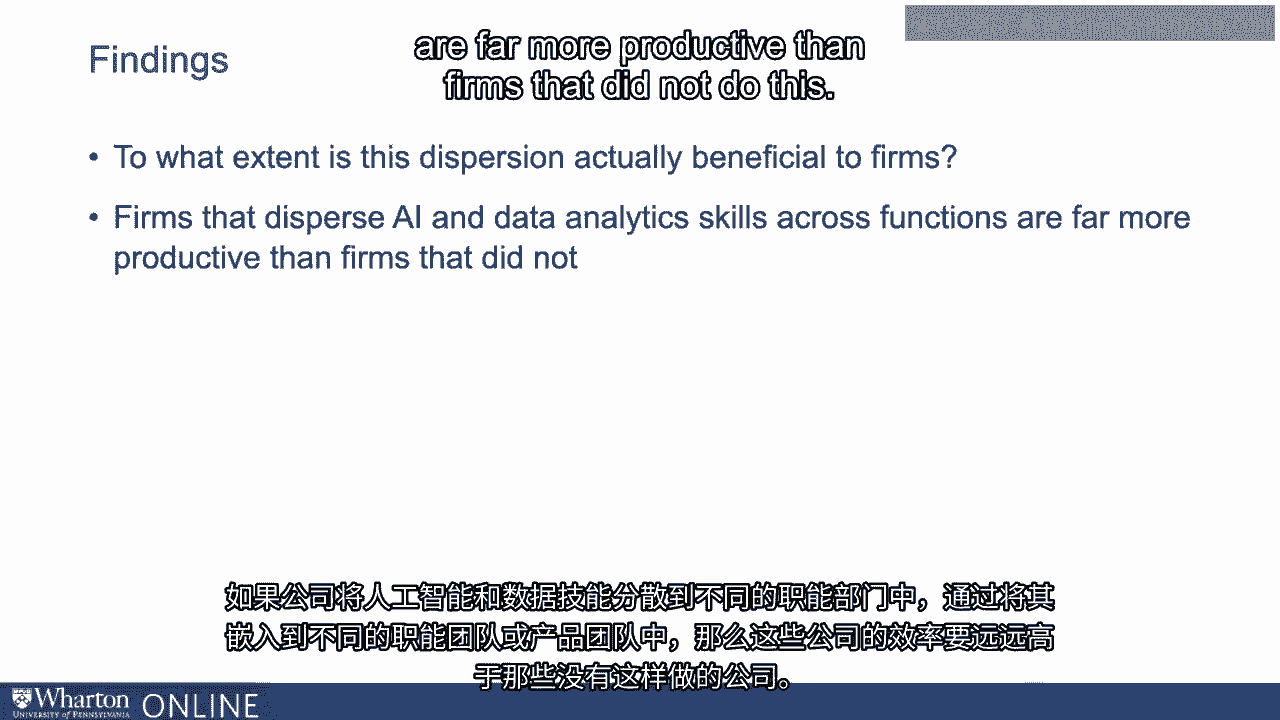 are far more productive than
firms that did not do this.
Findings
• To what extent is this dispersion actually beneficial to firms?
• Firms that disperse AI and data analytics skills across functions are far more
productive than firms that did not
如果公司将人工智能和数据技能分散到不同的职能部门中，通过将其
嵌入到不同的职能团队或产品团队中，那么这些公司的效率要远远高
于那些没有这样做的公司。
Wharton ONLINE
UNIVERSITY of PENNSYLVANIA